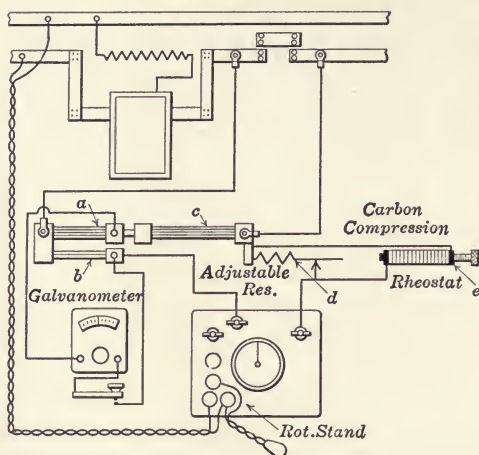 a
c
b
Carbon
Compression
Adjustable
Res.
d
Rheostat
e
Galvanometer
Rot.Stand